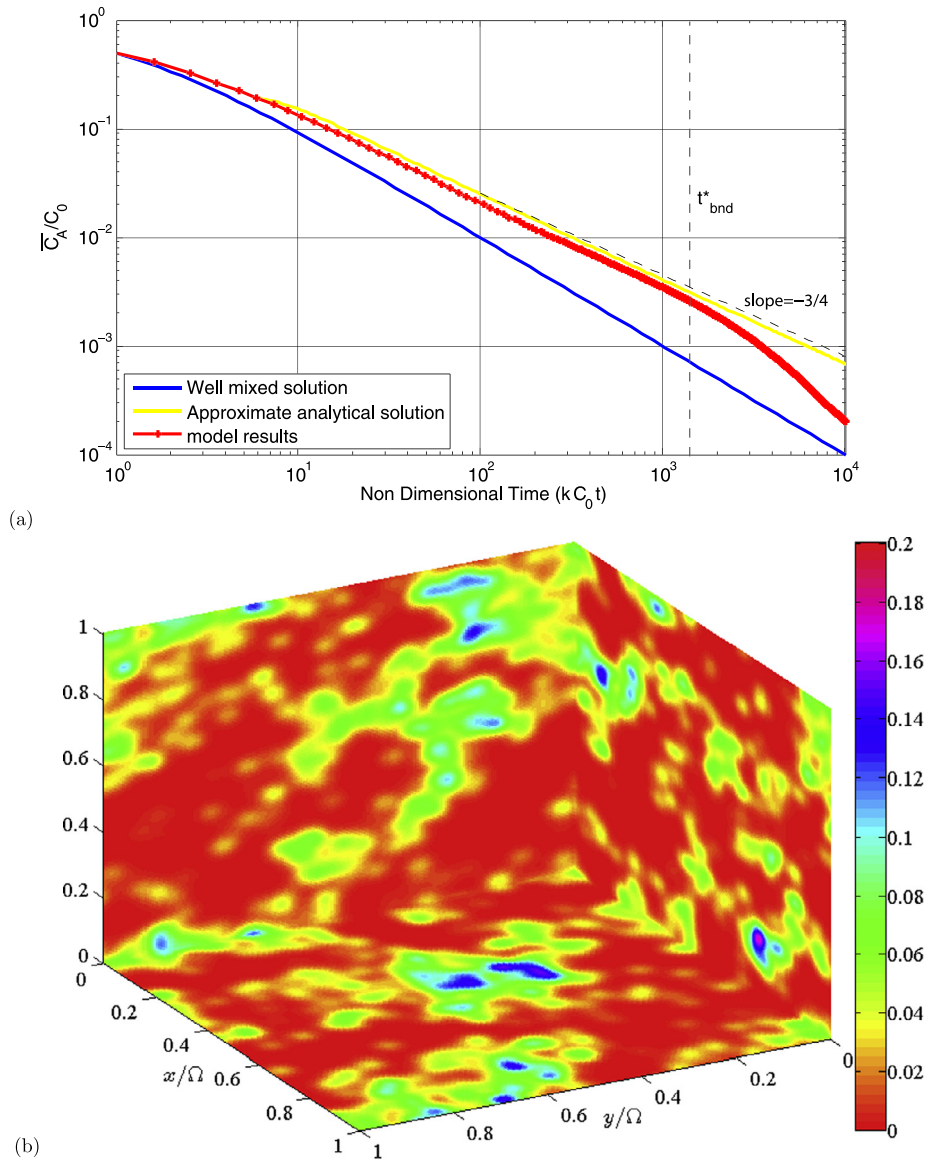 10^0
10^-1
10^-2
10^-3
10^-4
C̅_A/C_0
t*_bnd
slope=−3/4
Well mixed solution
Approximate analytical solution
model results
10^0 10^1 10^2 10^3 10^4
Non Dimensional Time (k C_0 t)
(a)
1
0.8
0.6
0.4
0.2
0
0
0.2
0.4
0.6
0.8
1
x/Ω
1
0.8
0.6
0.4
0.2
0
y/Ω
0.2
0.18
0.16
0.14
0.12
0.1
0.08
0.06
0.04
0.02
0
(b)